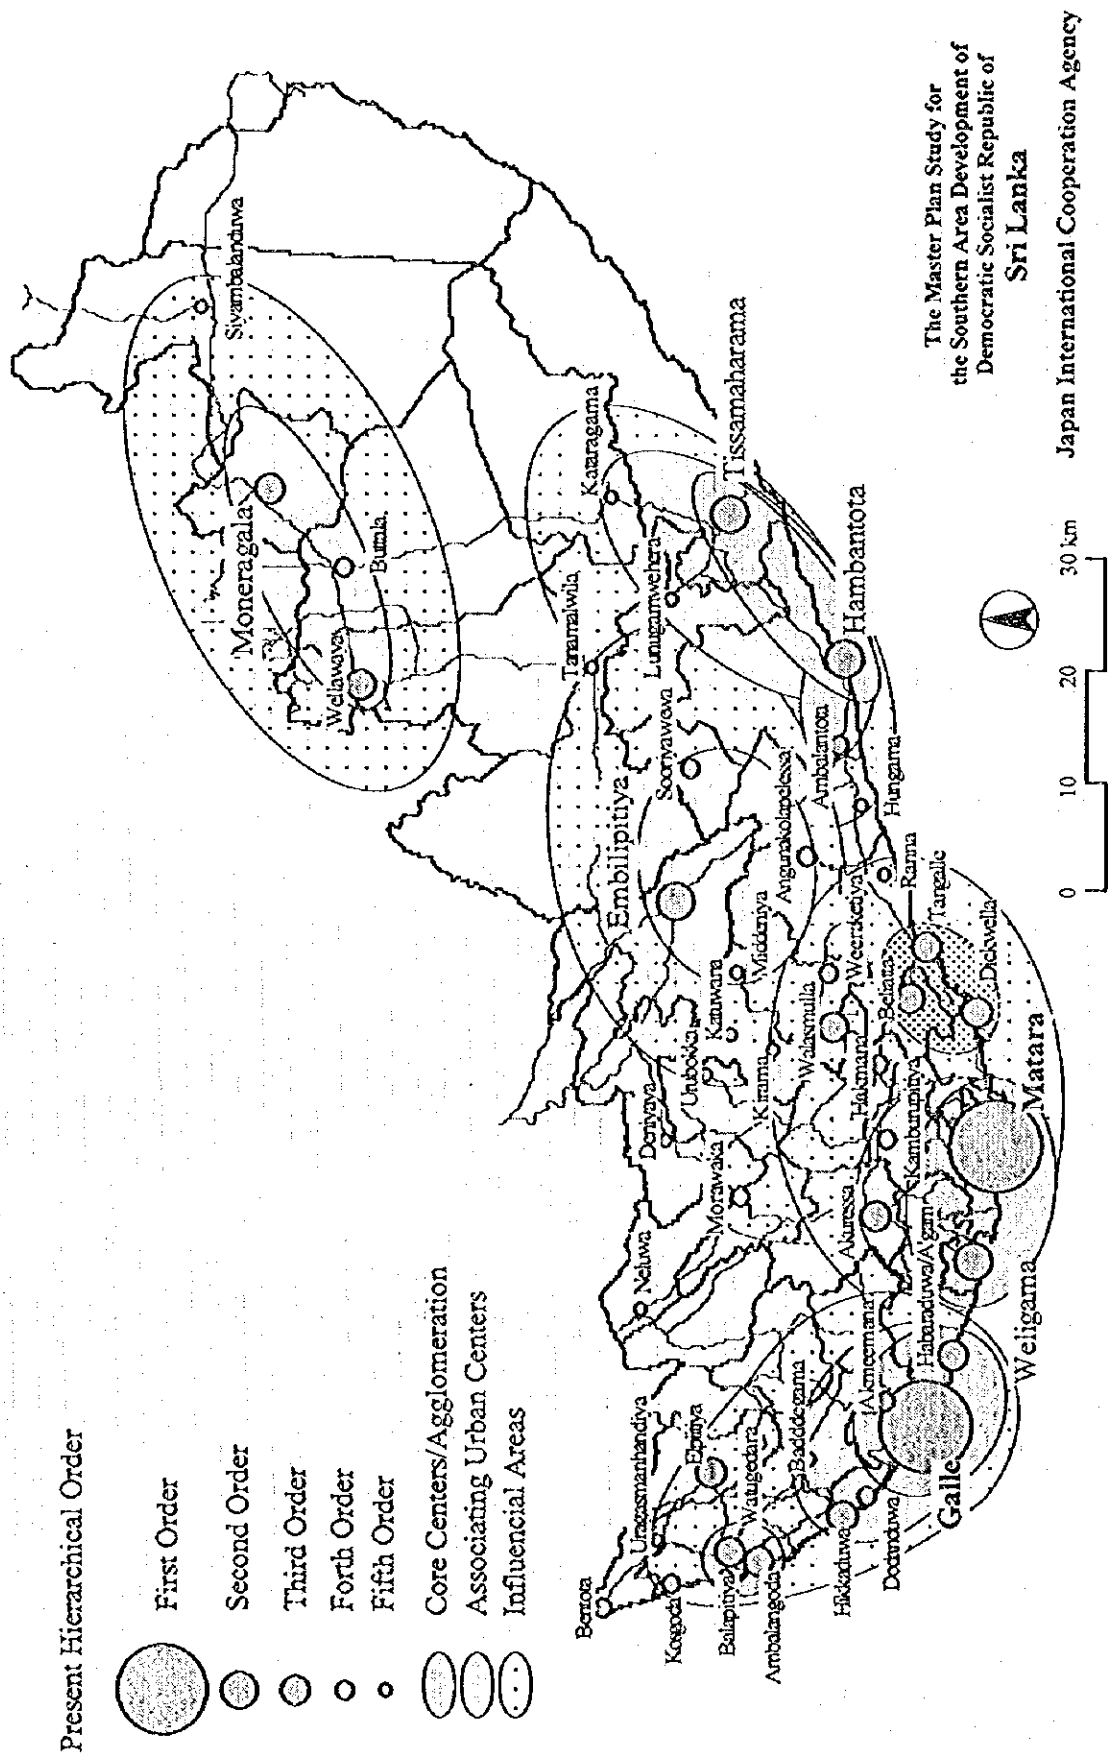 Present Hierarchical Order
First Order
Second Order
Third Order
Forth Order
Fifth Order
Core Centers/Agglomeration
Associating Urban Centers
Influencial Areas
Siyambalanduwa
Moneragala
Buttala
Wellawaya
Kataragama
Tissamaharama
Tanamalwila
Lunugamwehera
Hambantota
Sooriyawewa
Embilipitiya
Ambalantota
Angunakolapelessa
Hungama
Middeniya
Ranna
Katuwana
Weeraketiya
Tangalle
Urubokka
Walasmulla
Beliatta
Dickwella
Kirama
Hakmana
Deniyaya
Kamburupitiya
Matara
Morawaka
Akuressa
Neluwa
Habaraduwa/A'gam
Weligama
Akmeemana
Uragasmanhandiya
Elpitiya
Baddegama
Watugedara
Galle
Bentota
Kosgoda
Balapitiya
Ambalangoda
Hikkaduwa
Dodanduwa
0 10 20 30 km
The Master Plan Study for
the Southern Area Development of
Democratic Socialist Republic of
Sri Lanka
Japan International Cooperation Agency